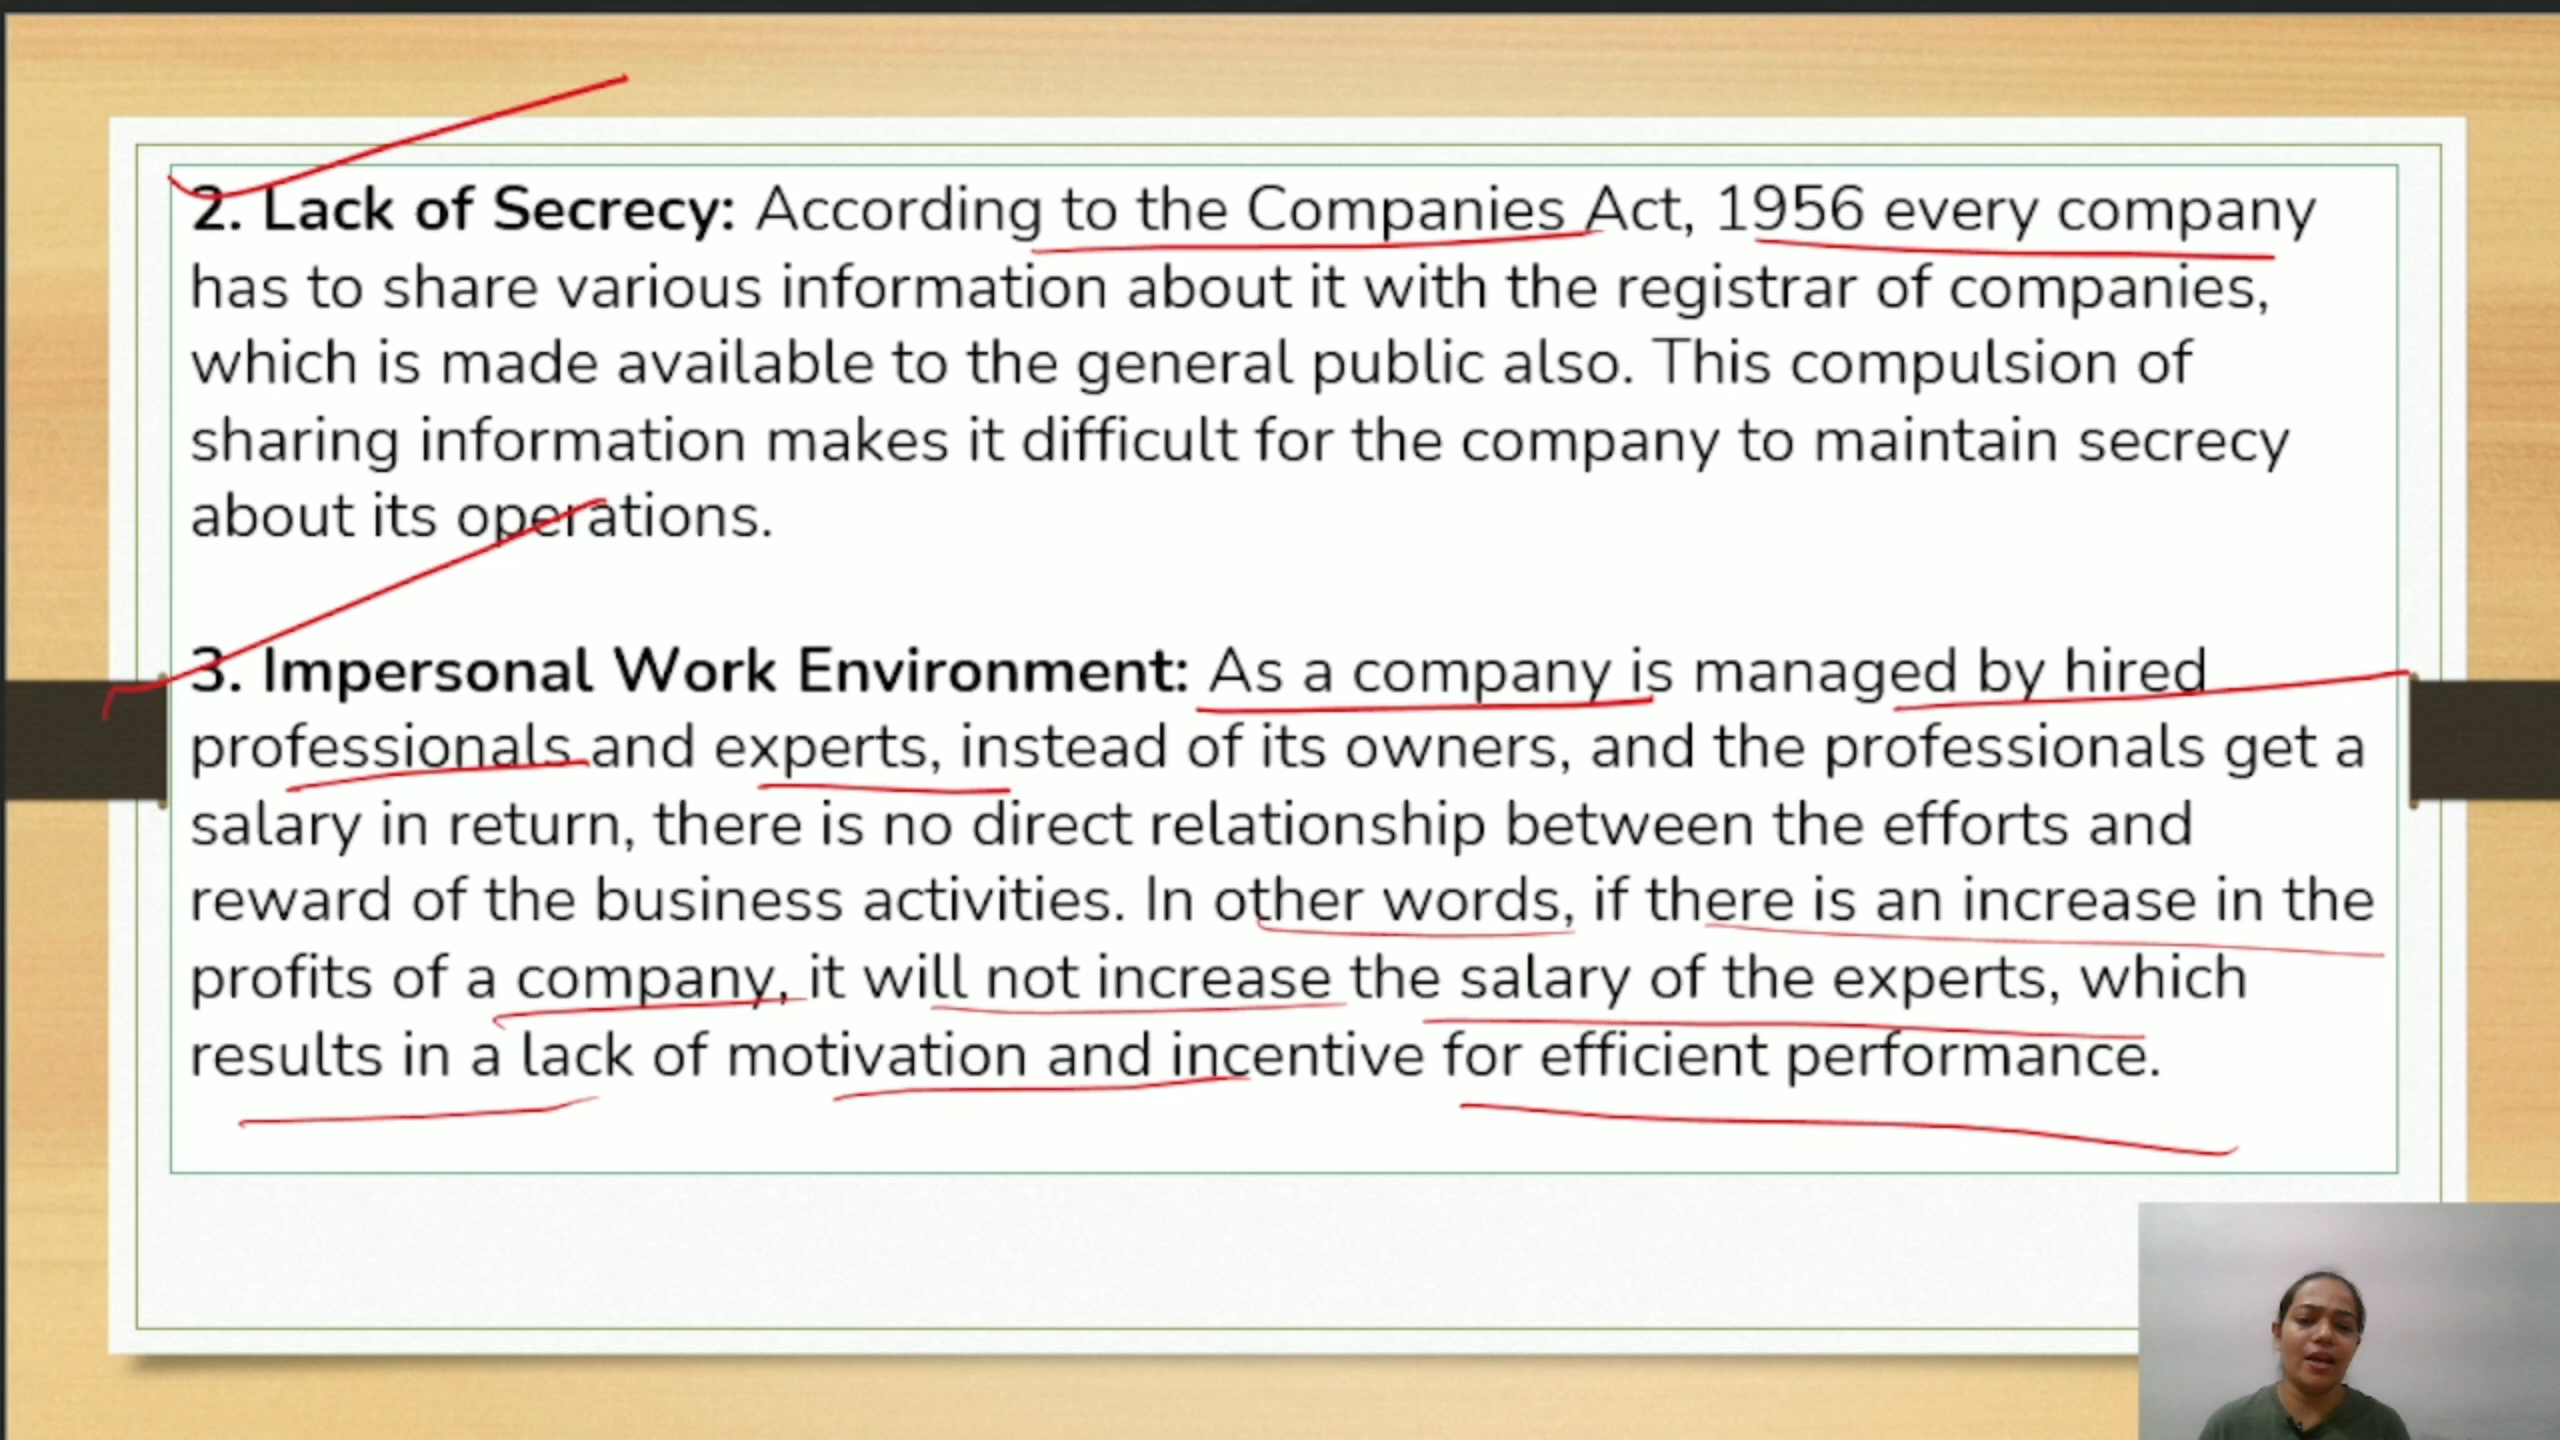 2. Lack of Secrecy: According to the Companies Act, 1956 every company
has to share various information about it with the registrar of companies,
which is made available to the general public also. This compulsion of
sharing information makes it difficult for the company to maintain secrecy
about its operations.
3. Impersonal Work Environment: As a company is managed by hired
professionals and experts, instead of its owners, and the professionals get a
salary in return, there is no direct relationship between the efforts and
reward of the business activities. In other words, if there is an increase in the
profits of a company, it will not increase the salary of the experts, which
results in a lack of motivation and incentive for efficient performance.